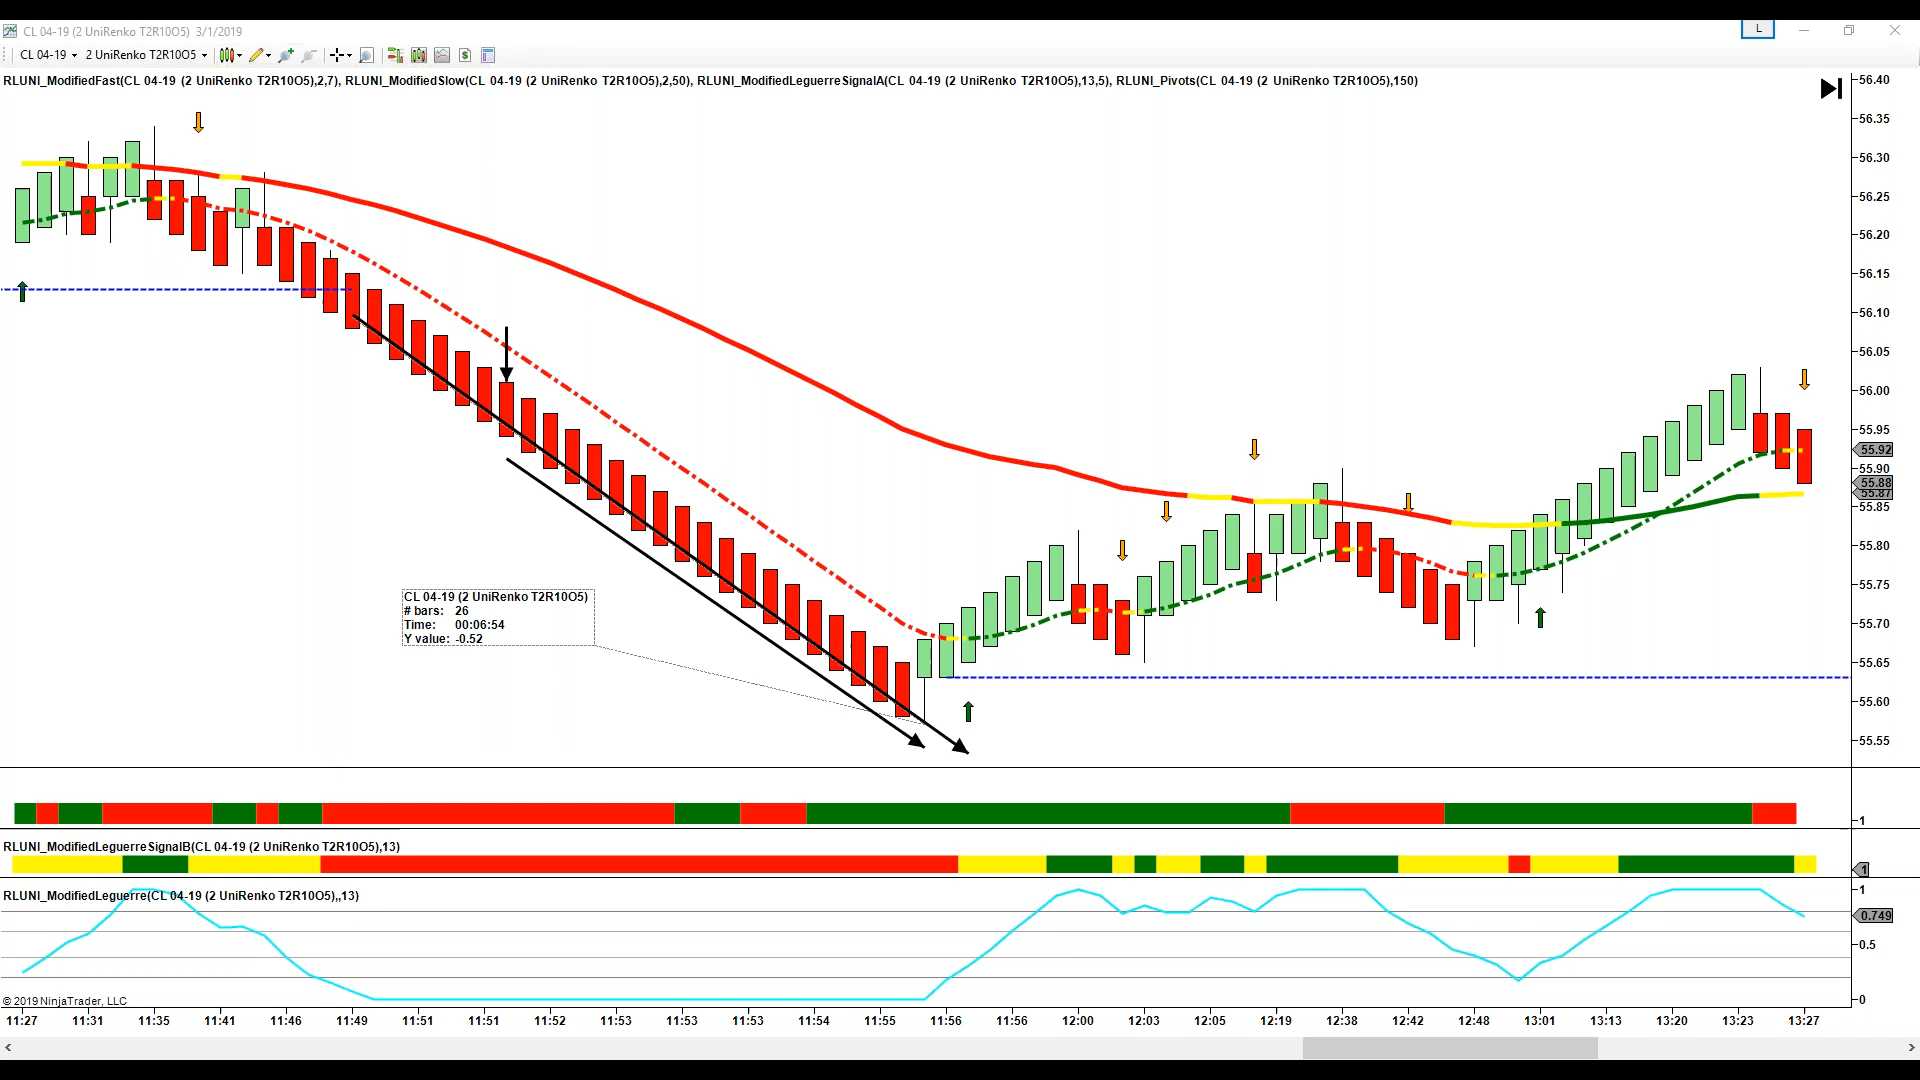 CL 04-19 (2 UniRenko T2R10O5)  3/1/2019
L
CL 04-19 2 UniRenko T2R10O5
RLUNI_ModifiedFast(CL 04-19 (2 UniRenko T2R10O5),2,7), RLUNI_ModifiedSlow(CL 04-19 (2 UniRenko T2R10O5),2,50), RLUNI_ModifiedLeguerreSignalA(CL 04-19 (2 UniRenko T2R10O5),13,5), RLUNI_Pivots(CL 04-19 (2 UniRenko T2R10O5),150)
56.40
56.35
56.30
56.25
56.20
56.15
56.10
56.05
56.00
55.95
55.92
55.90
55.88
55.87
55.85
55.80
55.75
55.70
55.65
55.60
55.55
CL 04-19 (2 UniRenko T2R10O5)
# bars: 26
Time: 00:06:54
Y value: -0.52
1
RLUNI_ModifiedLeguerreSignalB(CL 04-19 (2 UniRenko T2R10O5),13)
1
RLUNI_ModifiedLeguerre(CL 04-19 (2 UniRenko T2R10O5),,13)
1
0.749
0.5
0
© 2019 NinjaTrader, LLC
11:27 11:31 11:35 11:41 11:46 11:49 11:51 11:51 11:52 11:53 11:53 11:53 11:54 11:55 11:56 11:56 12:00 12:03 12:05 12:19 12:38 12:42 12:48 13:01 13:13 13:20 13:23 13:27